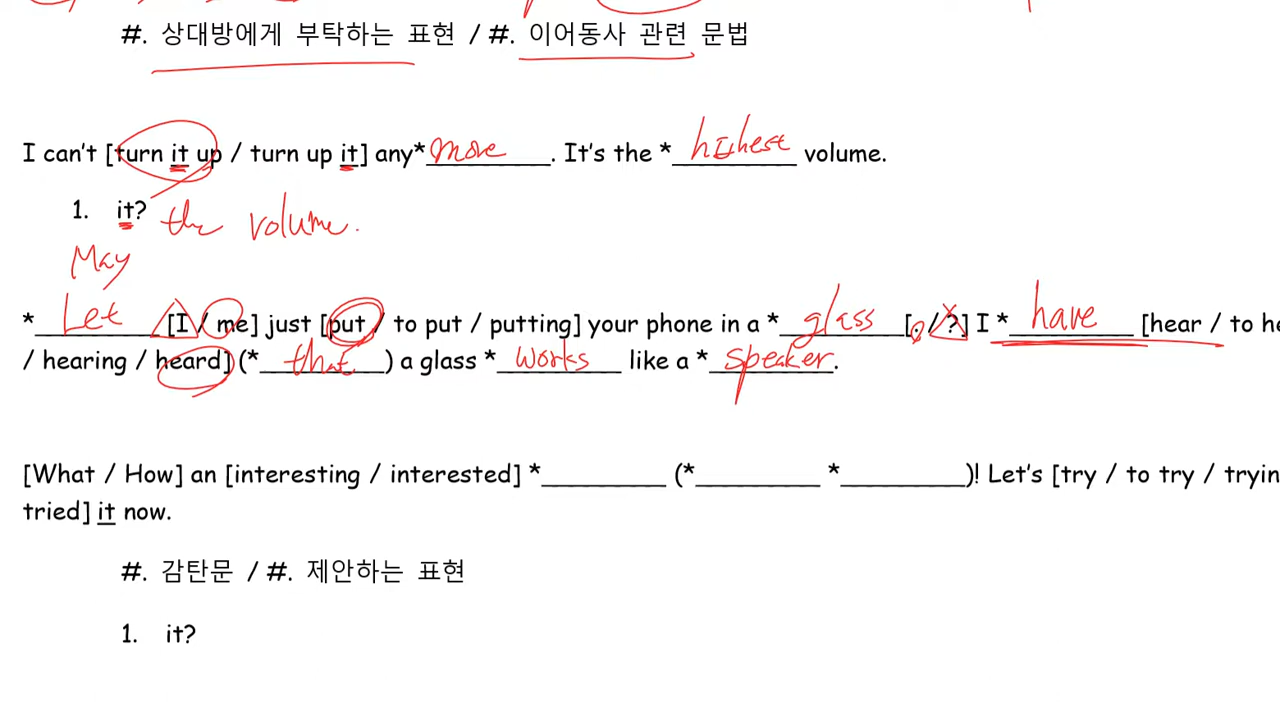 #. 상대방에게 부탁하는 표현 / #. 이어동사 관련 문법
I can't [turn it up / turn up it] any*more. It's the *highest volume.
1. it? the volume.
May
*Let [I / me] just [put / to put / putting] your phone in a *glass [. / ?] I *have [hear / to he
/ hearing / heard] (*that) a glass *works like a *speaker.
[What / How] an [interesting / interested] *_________ (*_________ *_________)! Let's [try / to try / tryin
tried] it now.
#. 감탄문 / #. 제안하는 표현
1. it?